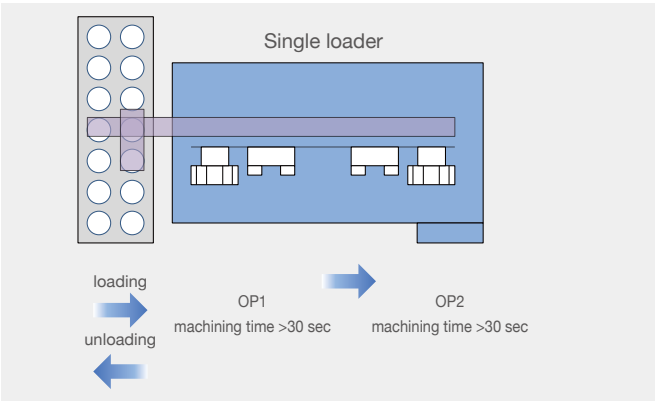 Single loader
loading
unloading
OP1
machining time >30 sec
OP2
machining time >30 sec